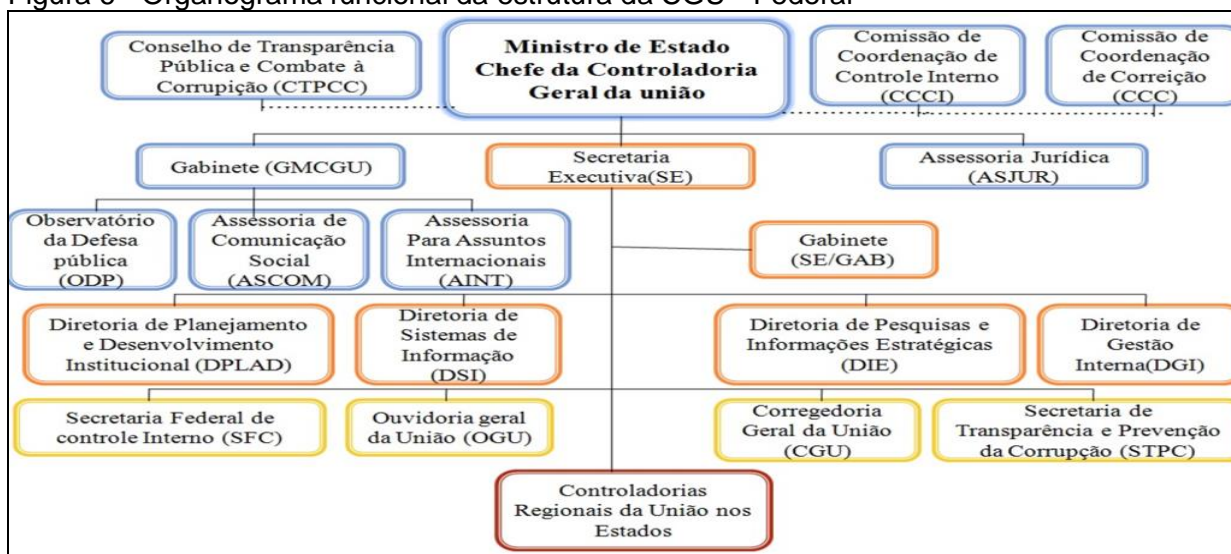 Figura 6 - Organograma funcional da estrutura da CGU - Federal
Conselho de Transparência
Pública e Combate à
Corrupição (CTPCC)
Ministro de Estado
Chefe da Controladoria
Geral da união
Comissão de
Coordenação de
Controle Interno
(CCCI)
Comissão de
Coordenação
de Correição
(CCC)
Gabinete (GMCGU)
Secretaria
Executiva(SE)
Assessoria Jurídica
(ASJUR)
Observatório
da Defesa
pública
(ODP)
Assessoria de
Comunicação
Social
(ASCOM)
Assessoria
Para Assuntos
Internacionais
(AINT)
Gabinete
(SE/GAB)
Diretoria de Planejamento
e Desenvolvimento
Institucional (DPLAD)
Diretoria de
Sistemas de
Informação
(DSI)
Diretoria de Pesquisas e
Informações Estratégicas
(DIE)
Diretoria de
Gestão
Interna(DGI)
Secretaria Federal de
controle Interno (SFC)
Ouvidoria geral
da União (OGU)
Corregedoria
Geral da União
(CGU)
Secretaria de
Transparência e Prevenção
da Corrupção (STPC)
Controladorias
Regionais da União nos
Estados